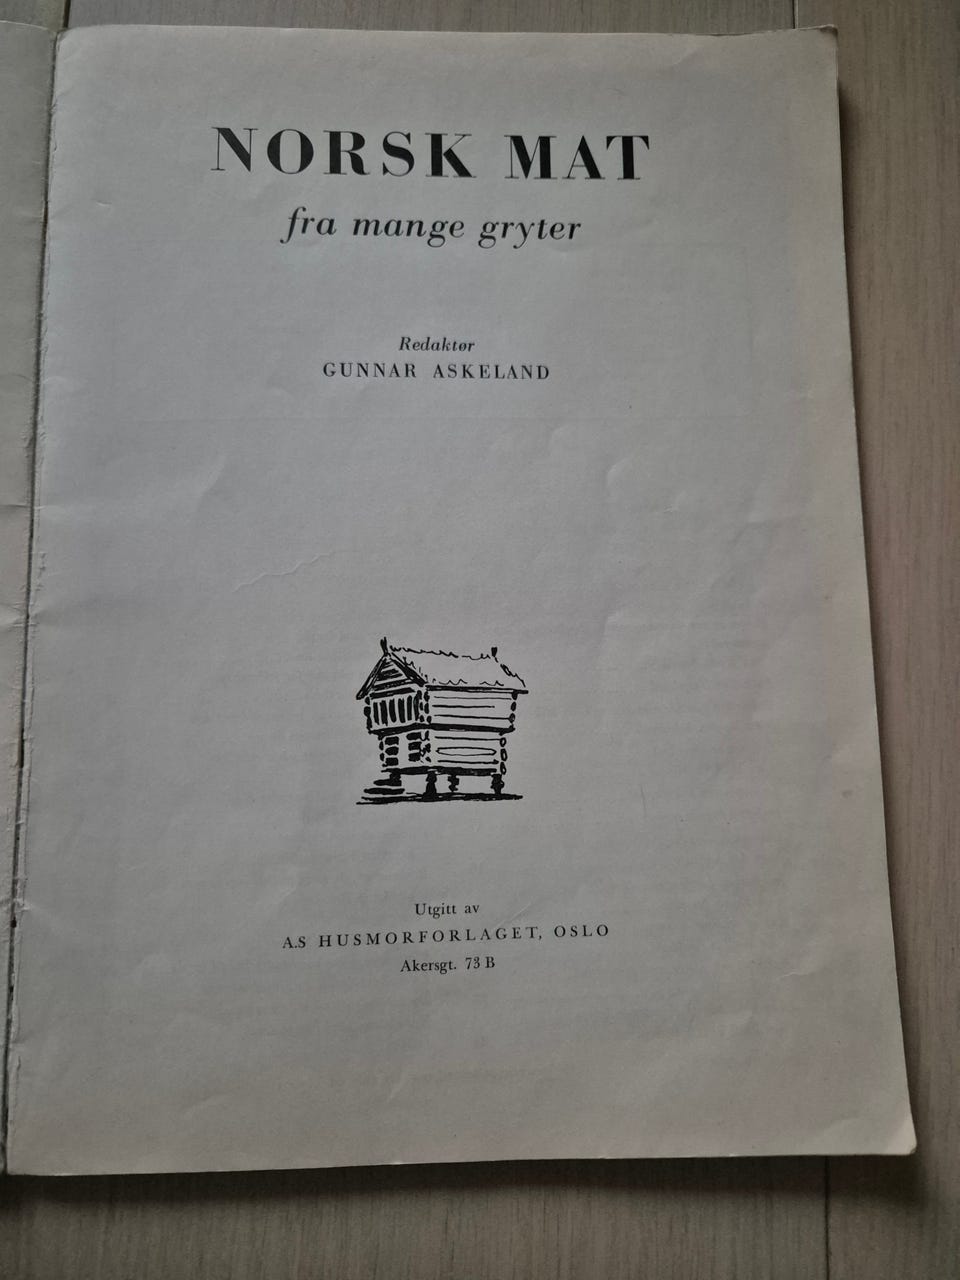 NORSK MAT
fra mange gryter
Redaktør
GUNNAR ASKELAND
Utgitt av
A.S HUSMORFORLAGET, OSLO
Akersgt. 73 B